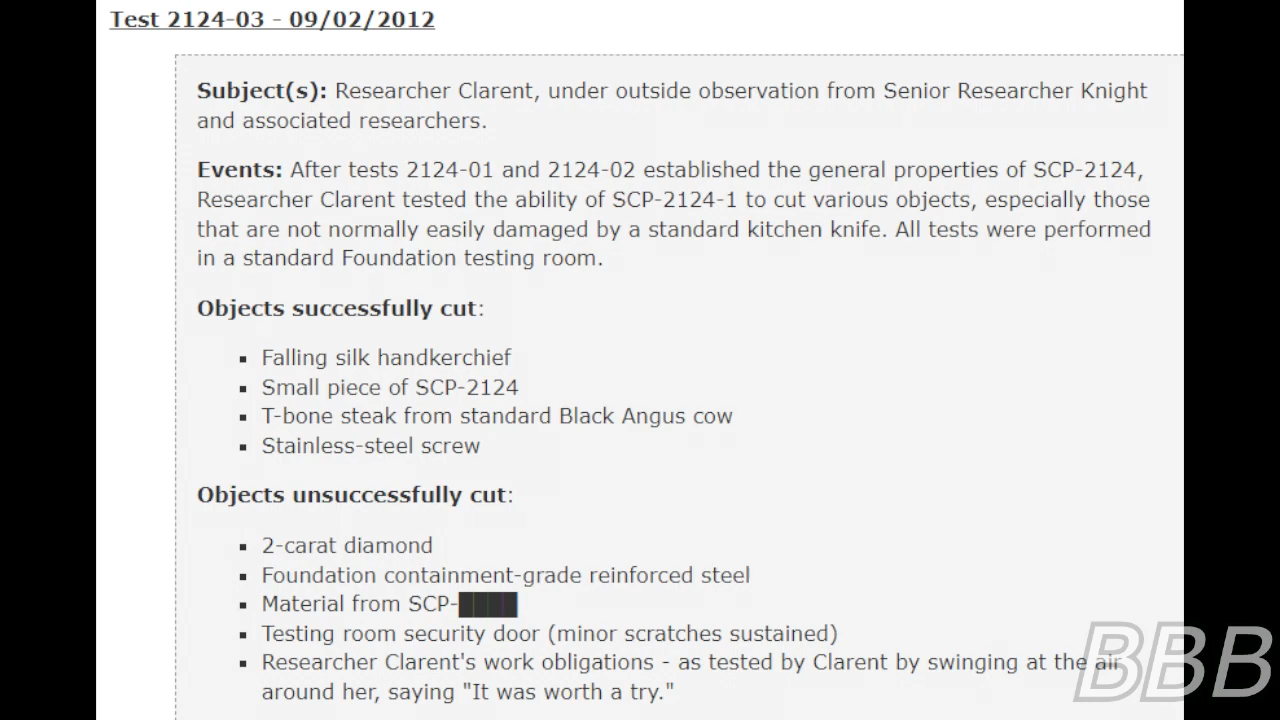 Test 2124-03 - 09/02/2012
Subject(s): Researcher Clarent, under outside observation from Senior Researcher Knight
and associated researchers.
Events: After tests 2124-01 and 2124-02 established the general properties of SCP-2124,
Researcher Clarent tested the ability of SCP-2124-1 to cut various objects, especially those
that are not normally easily damaged by a standard kitchen knife. All tests were performed
in a standard Foundation testing room.
Objects successfully cut:
▪ Falling silk handkerchief
▪ Small piece of SCP-2124
▪ T-bone steak from standard Black Angus cow
▪ Stainless-steel screw
Objects unsuccessfully cut:
▪ 2-carat diamond
▪ Foundation containment-grade reinforced steel
▪ Material from SCP-████
▪ Testing room security door (minor scratches sustained)
▪ Researcher Clarent's work obligations - as tested by Clarent by swinging at the air
around her, saying "It was worth a try."
BBB